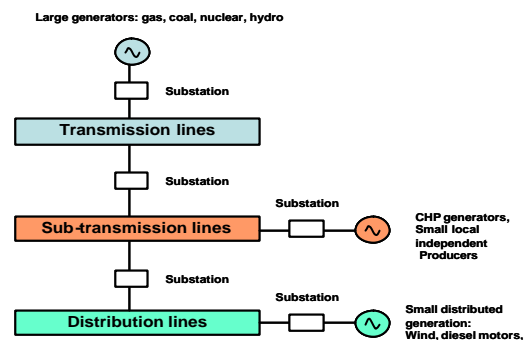 Large generators: gas, coal, nuclear, hydro
Substation
Transmission lines
Substation
Substation
Sub-transmission lines
CHP generators,
Small local
independent
Producers
Substation
Substation
Distribution lines
Small distributed
generation:
Wind, diesel motors,